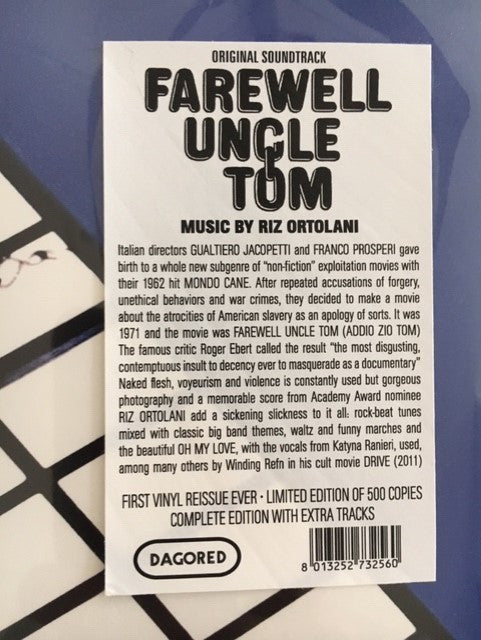 ORIGINAL SOUNDTRACK
FAREWELL
UNCLE
TOM
MUSIC BY RIZ ORTOLANI
Italian directors GUALTIERO JACOPETTI and FRANCO PROSPERI gave
birth to a whole new subgenre of "non-fiction" exploitation movies with
their 1962 hit MONDO CANE. After repeated accusations of forgery,
unethical behaviors and war crimes, they decided to make a movie
about the atrocities of American slavery as an apology of sorts. It was
1971 and the movie was FAREWELL UNCLE TOM (ADDIO ZIO TOM)
The famous critic Roger Ebert called the result "the most disgusting,
contemptuous insult to decency ever to masquerade as a documentary"
Naked flesh, voyeurism and violence is constantly used but gorgeous
photography and a memorable score from Academy Award nominee
RIZ ORTOLANI add a sickening slickness to it all: rock-beat tunes
mixed with classic big band themes, waltz and funny marches and
the beautiful OH MY LOVE, with the vocals from Katyna Ranieri, used,
among many others by Winding Refn in his cult movie DRIVE (2011)
FIRST VINYL REISSUE EVER · LIMITED EDITION OF 500 COPIES
COMPLETE EDITION WITH EXTRA TRACKS
DAGORED
8 013252 732560